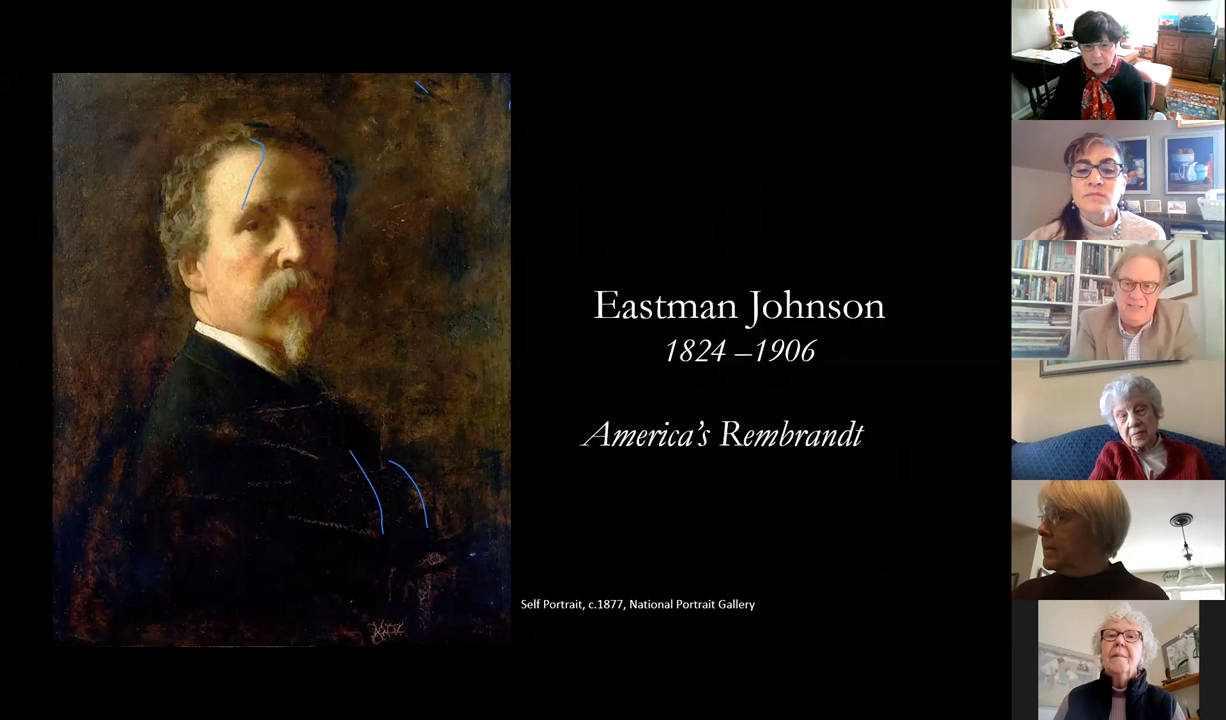 Eastman Johnson
1824 –1906
America's Rembrandt
Self Portrait, c.1877, National Portrait Gallery